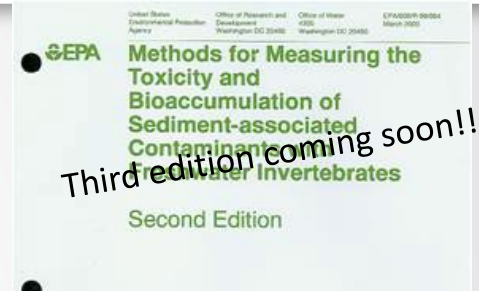 United States
Environmental Protection
Agency
Office of Research and
Development
Washington DC 20460
Office of Water
4305
Washington DC 20460
EPA/600/R-99/064
March 2000
EPA
Methods for Measuring the
Toxicity and
Bioaccumulation of
Sediment-associated
Contaminants with
Freshwater Invertebrates
Third edition coming soon!!
Second Edition